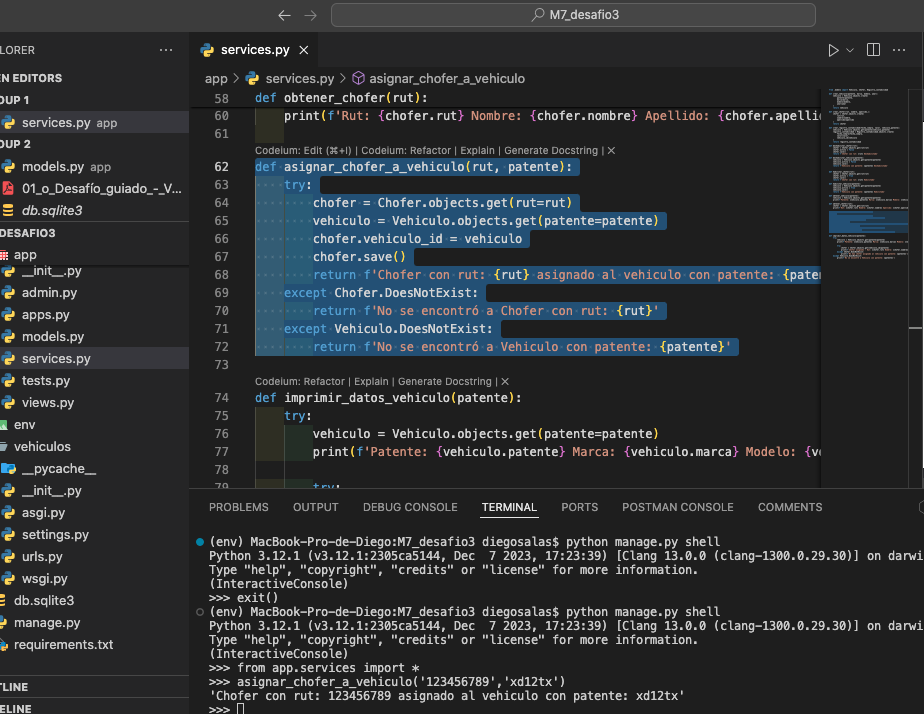 M7_desafio3
LORER
EN EDITORS
OUP 1
services.py app
OUP 2
models.py app
01_o_Desafío_guiado_-_V...
db.sqlite3
DESAFIO3
app
__init__.py
admin.py
apps.py
models.py
services.py
tests.py
views.py
env
vehiculos
__pycache__
__init__.py
asgi.py
settings.py
urls.py
wsgi.py
db.sqlite3
manage.py
requirements.txt
TLINE
ELINE
services.py
app > services.py > asignar_chofer_a_vehiculo
58 def obtener_chofer(rut):
60 print(f'Rut: {chofer.rut} Nombre: {chofer.nombre} Apellido: {chofer.apelli
61
Codeium: Edit (⌘+I) | Codeium: Refactor | Explain | Generate Docstring | X
62 def asignar_chofer_a_vehiculo(rut, patente):
63 try:
64 chofer = Chofer.objects.get(rut=rut)
65 vehiculo = Vehiculo.objects.get(patente=patente)
66 chofer.vehiculo_id = vehiculo
67 chofer.save()
68 return f'Chofer con rut: {rut} asignado al vehiculo con patente: {pate
69 except Chofer.DoesNotExist:
70 return f'No se encontró a Chofer con rut: {rut}'
71 except Vehiculo.DoesNotExist:
72 return f'No se encontró a Vehiculo con patente: {patente}'
73
Codeium: Refactor | Explain | Generate Docstring | X
74 def imprimir_datos_vehiculo(patente):
75 try:
76 vehiculo = Vehiculo.objects.get(patente=patente)
77 print(f'Patente: {vehiculo.patente} Marca: {vehiculo.marca} Modelo: {ve
78
79 try:
PROBLEMS OUTPUT DEBUG CONSOLE TERMINAL PORTS POSTMAN CONSOLE COMMENTS
(env) MacBook-Pro-de-Diego:M7_desafio3 diegosalas$ python manage.py shell
Python 3.12.1 (v3.12.1:2305ca5144, Dec  7 2023, 17:23:39) [Clang 13.0.0 (clang-1300.0.29.30)] on darwi
Type "help", "copyright", "credits" or "license" for more information.
(InteractiveConsole)
>>> exit()
(env) MacBook-Pro-de-Diego:M7_desafio3 diegosalas$ python manage.py shell
Python 3.12.1 (v3.12.1:2305ca5144, Dec  7 2023, 17:23:39) [Clang 13.0.0 (clang-1300.0.29.30)] on darwi
Type "help", "copyright", "credits" or "license" for more information.
(InteractiveConsole)
>>> from app.services import *
>>> asignar_chofer_a_vehiculo('123456789','xd12tx')
'Chofer con rut: 123456789 asignado al vehiculo con patente: xd12tx'
>>>